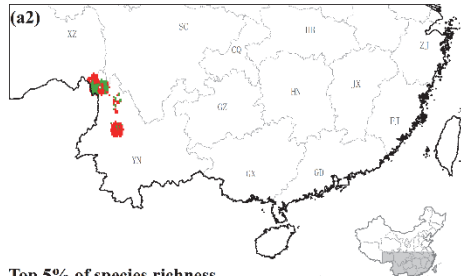 (a2)
XZ
SC
HB
ZJ
CQ
GZ
HN
JX
FJ
YN
GX
GD
Top 5% of species richness